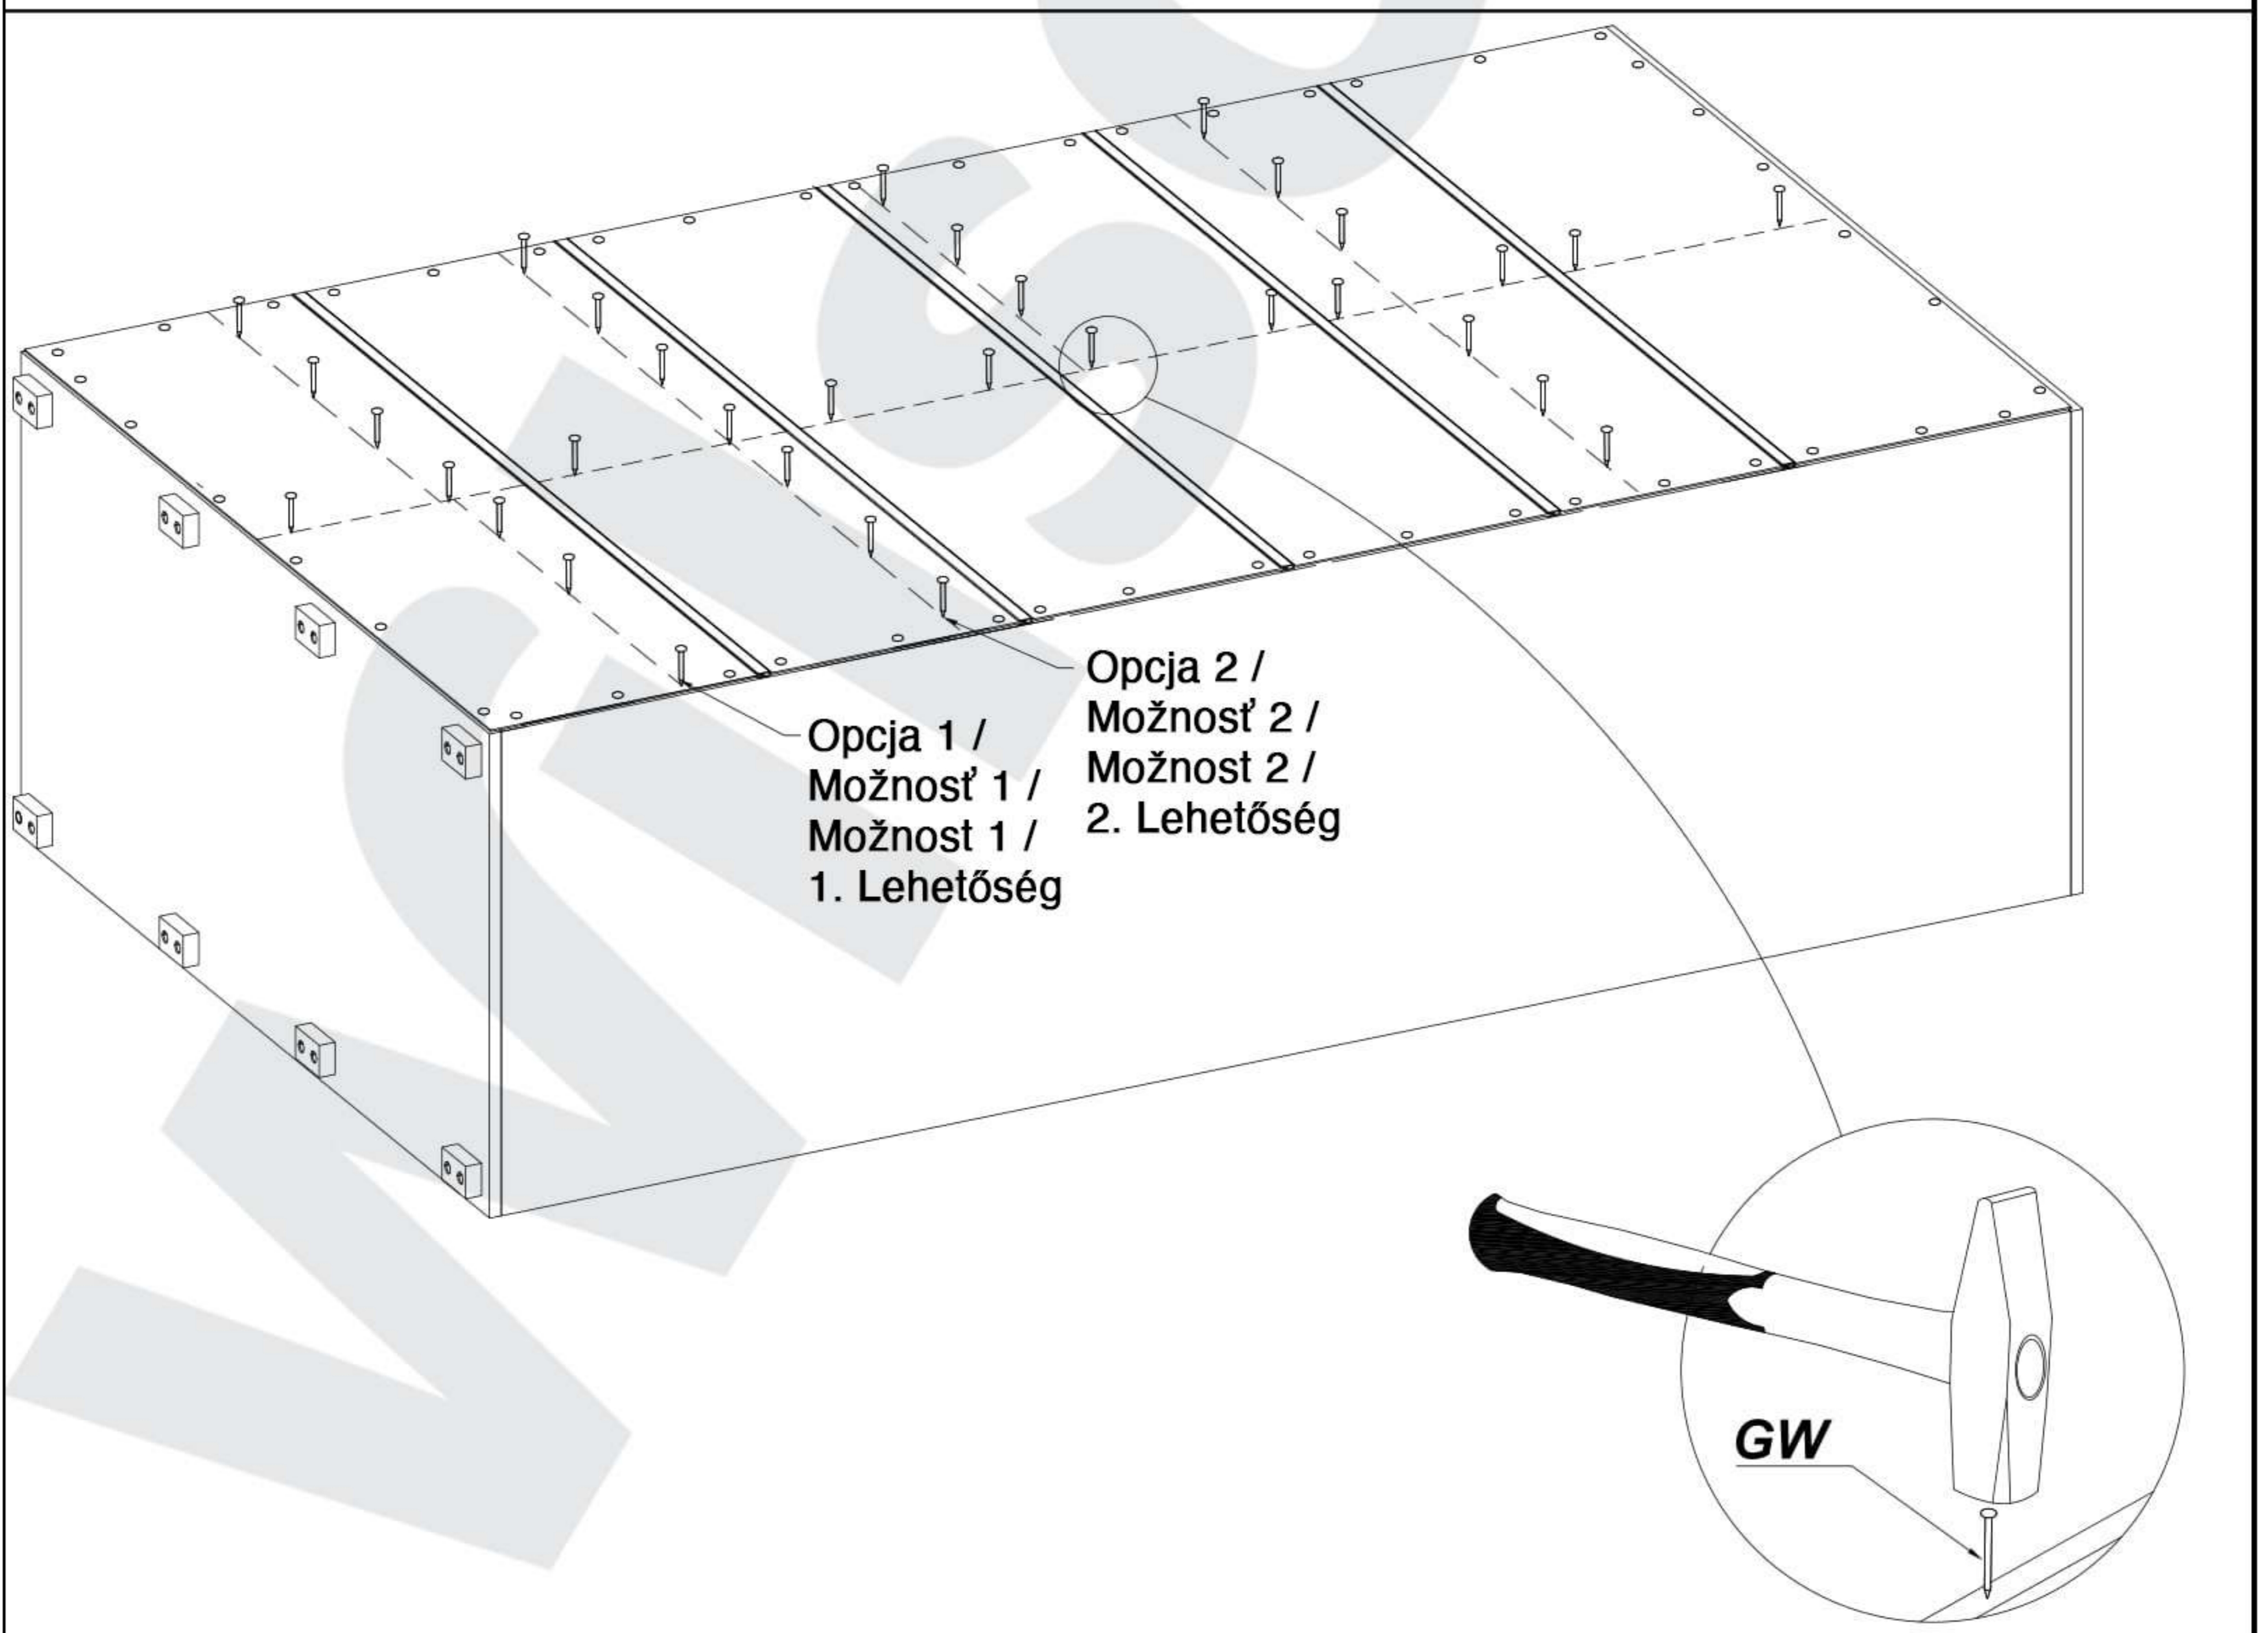 Opcja 1 /
Možnosť 1 /
Možnost 1 /
1. Lehetőség
Opcja 2 /
Možnosť 2 /
Možnost 2 /
2. Lehetőség
GW